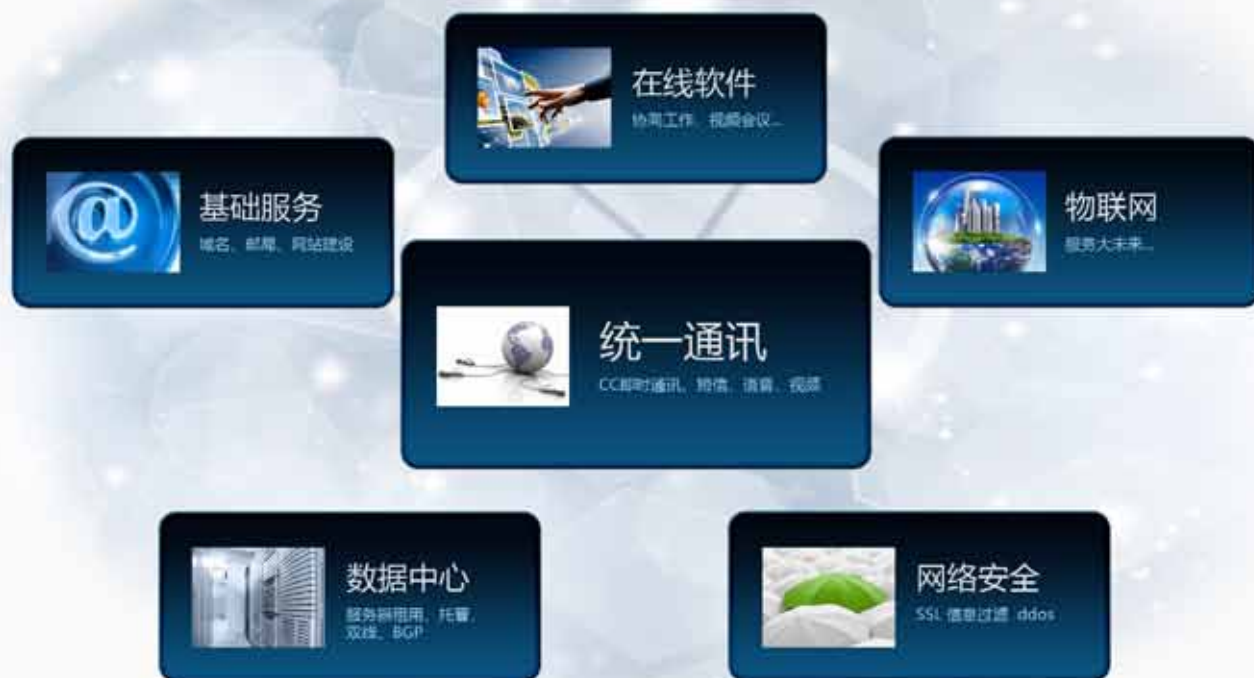 在线软件
协同工作、视频会议...
基础服务
域名、邮局、网站建设
物联网
服务大未来...
统一通讯
CC即时通讯、短信、语音、视频
数据中心
服务器租用、托管、
双线、BGP
网络安全
SSL 信息过滤 ddos